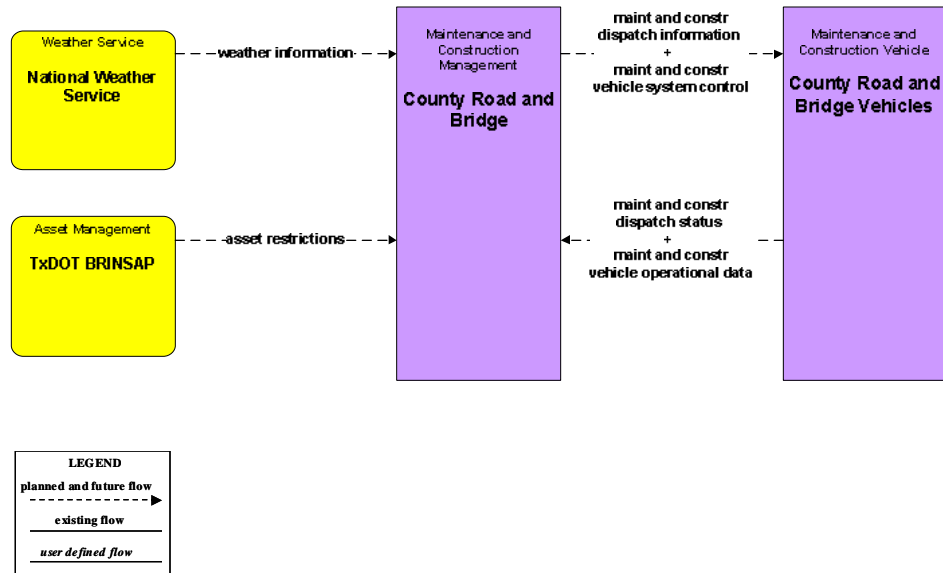 Weather Service
National Weather
Service
weather information
Maintenance and
Construction
Management
County Road and
Bridge
maint and constr
dispatch information
+
maint and constr
vehicle system control
Maintenance and
Construction Vehicle
County Road and
Bridge Vehicles
Asset Management
TxDOT BRINSAP
asset restrictions
maint and constr
dispatch status
+
maint and constr
vehicle operational data
LEGEND
planned and future flow
existing flow
user defined flow